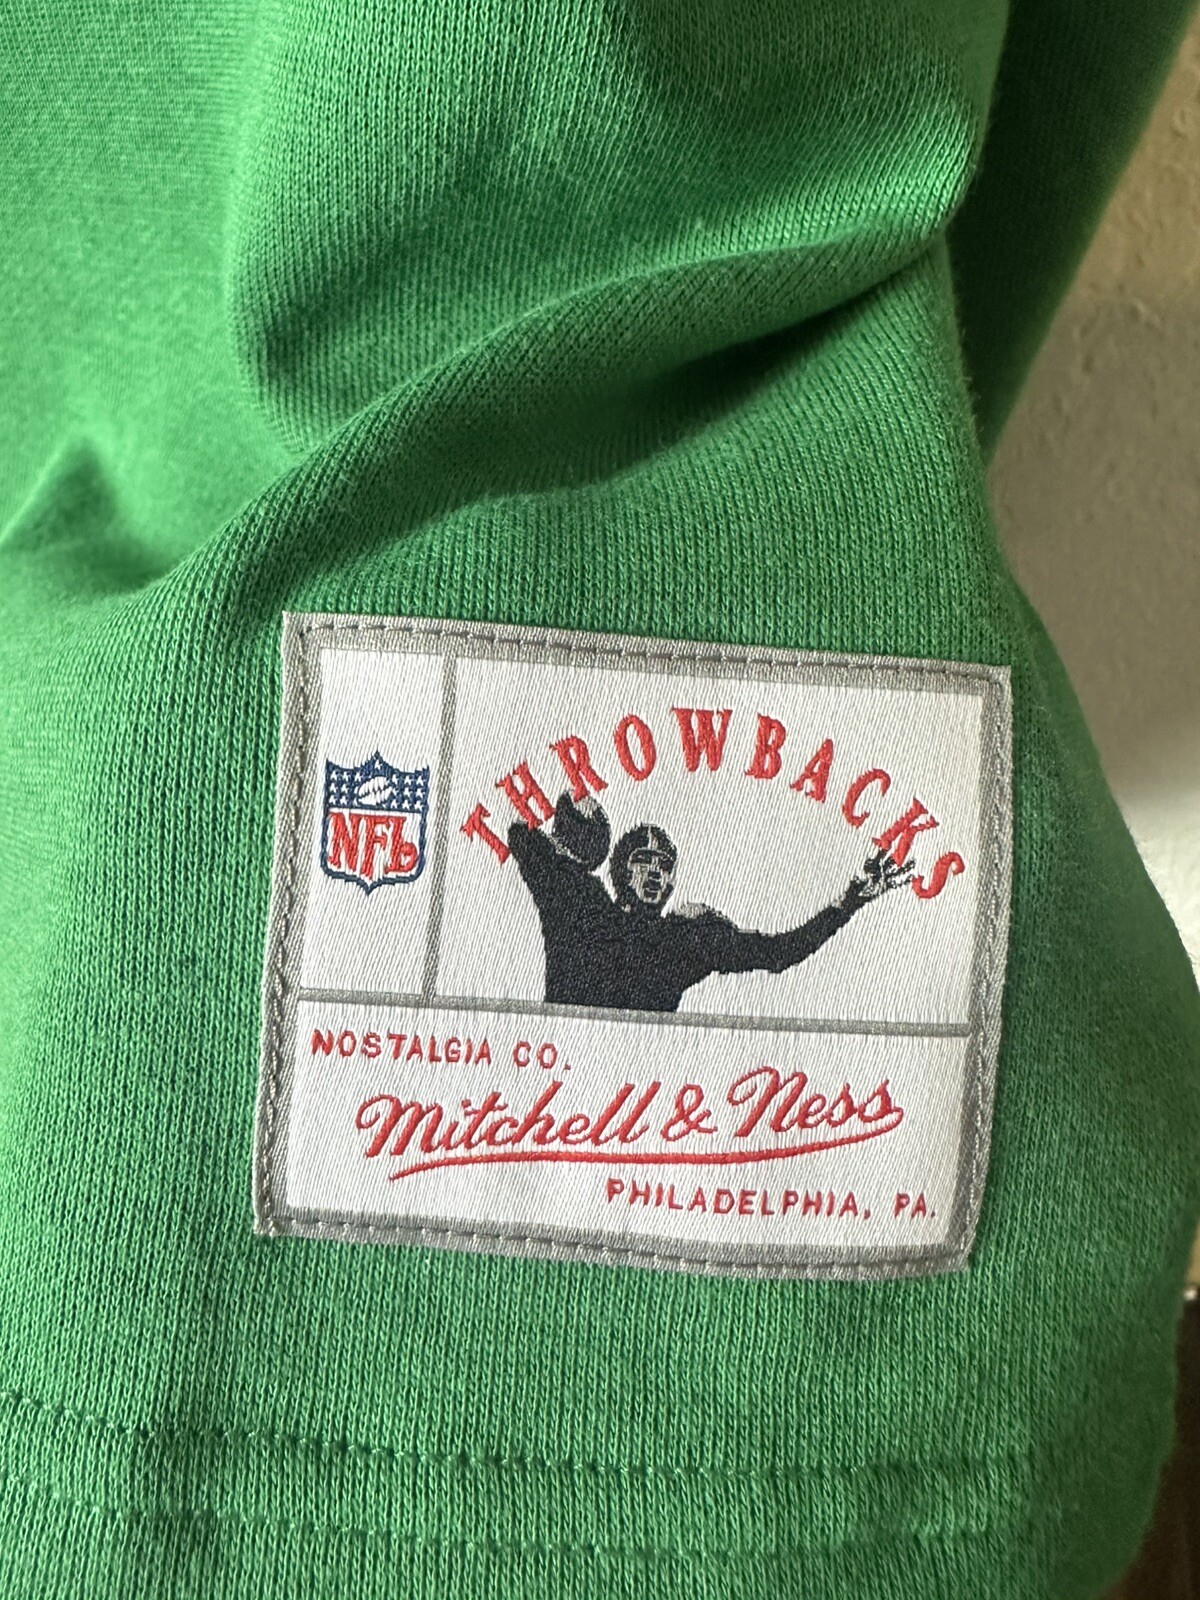 NFL
THROWBACKS
NOSTALGIA CO.
Mitchell & Ness
PHILADELPHIA, PA.